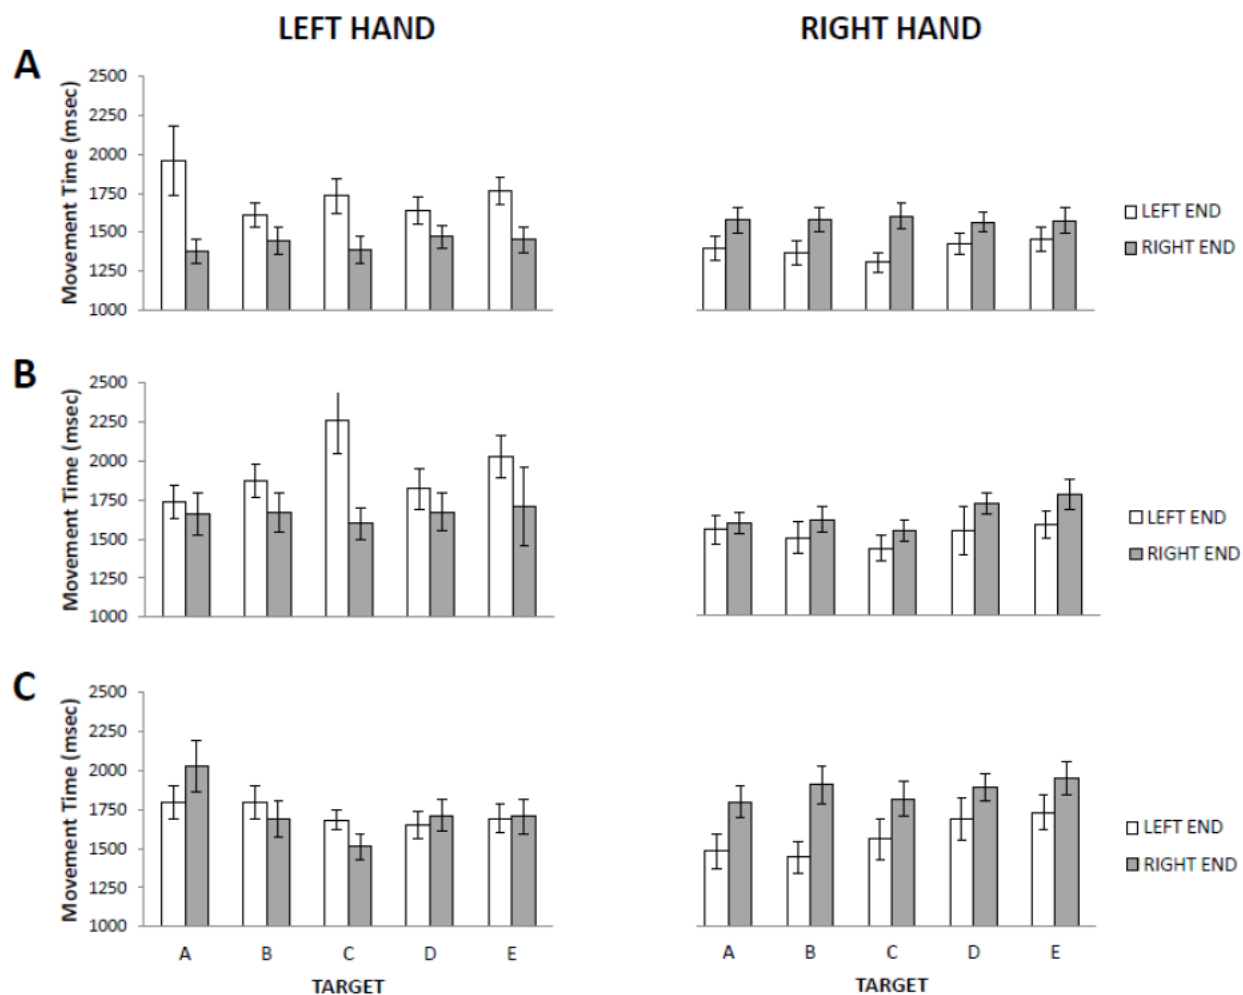 LEFT HAND
RIGHT HAND
A
Movement Time (msec)
2500
2250
2000
1750
1500
1250
1000
LEFT END
RIGHT END
B
Movement Time (msec)
2500
2250
2000
1750
1500
1250
1000
LEFT END
RIGHT END
C
Movement Time (msec)
2500
2250
2000
1750
1500
1250
1000
LEFT END
RIGHT END
A B C D E
TARGET
A B C D E
TARGET